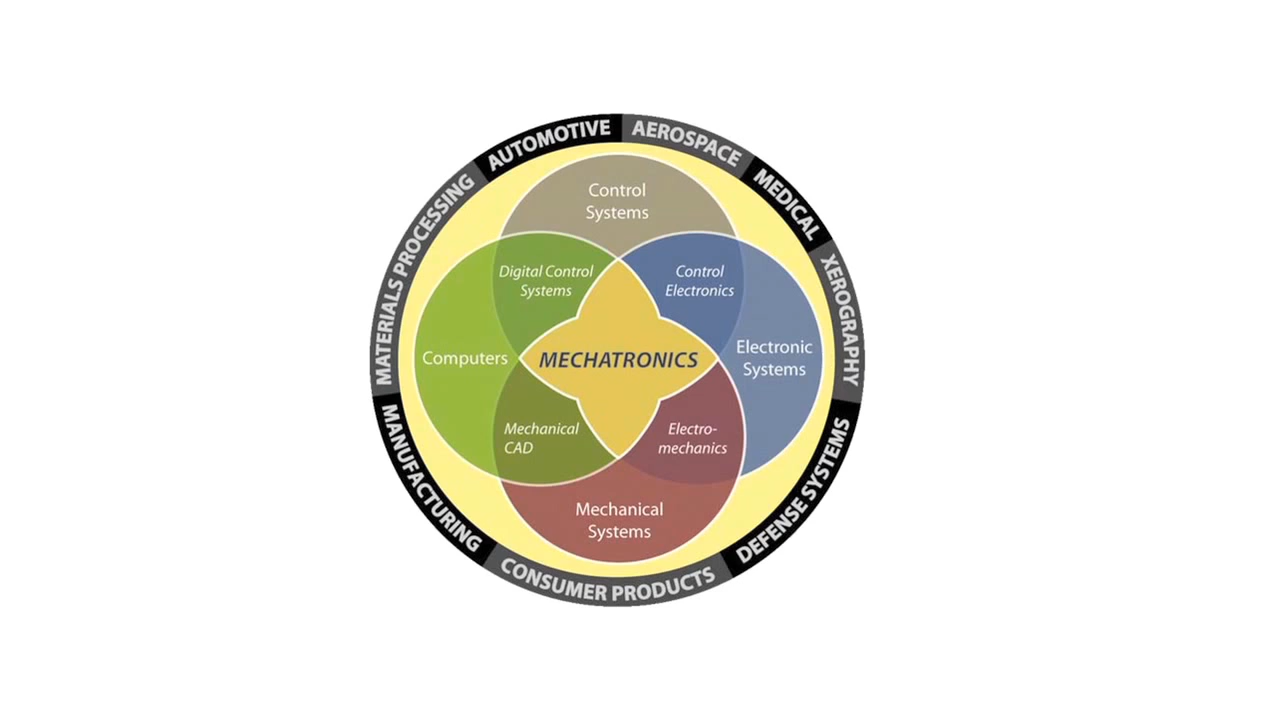 AUTOMOTIVE
AEROSPACE
MEDICAL
XEROGRAPHY
DEFENSE SYSTEMS
CONSUMER PRODUCTS
MANUFACTURING
MATERIALS PROCESSING
Control
Systems
Digital Control
Systems
Control
Electronics
Computers
MECHATRONICS
Electronic
Systems
Mechanical
CAD
Electro-
mechanics
Mechanical
Systems